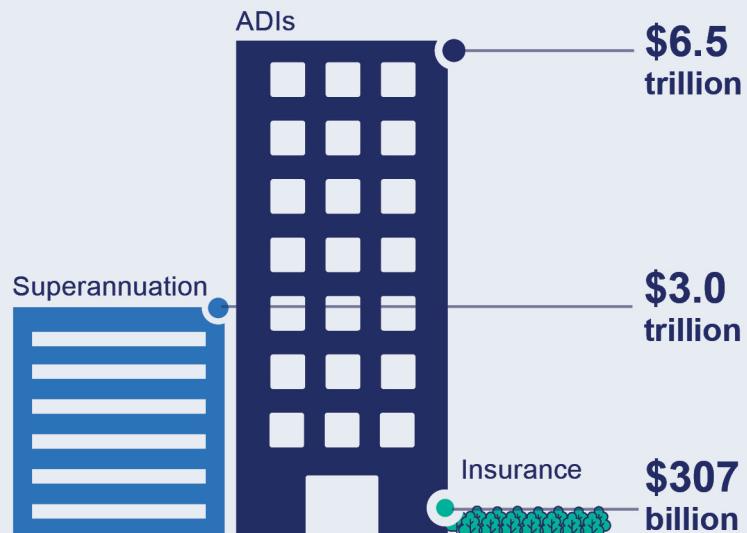 ADIs
$6.5
trillion
Superannuation
$3.0
trillion
Insurance
$307
billion